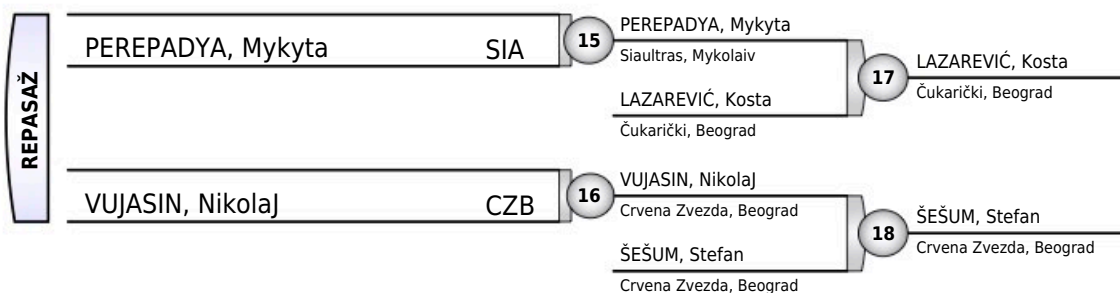 REPASAŽ
PEREPADYA, Mykyta SIA
15
PEREPADYA, Mykyta
Siaultras, Mykolaiv
LAZAREVIĆ, Kosta
Čukarički, Beograd
17
LAZAREVIĆ, Kosta
Čukarički, Beograd
VUJASIN, NikolaJ CZB
16
VUJASIN, NikolaJ
Crvena Zvezda, Beograd
ŠEŠUM, Stefan
Crvena Zvezda, Beograd
18
ŠEŠUM, Stefan
Crvena Zvezda, Beograd